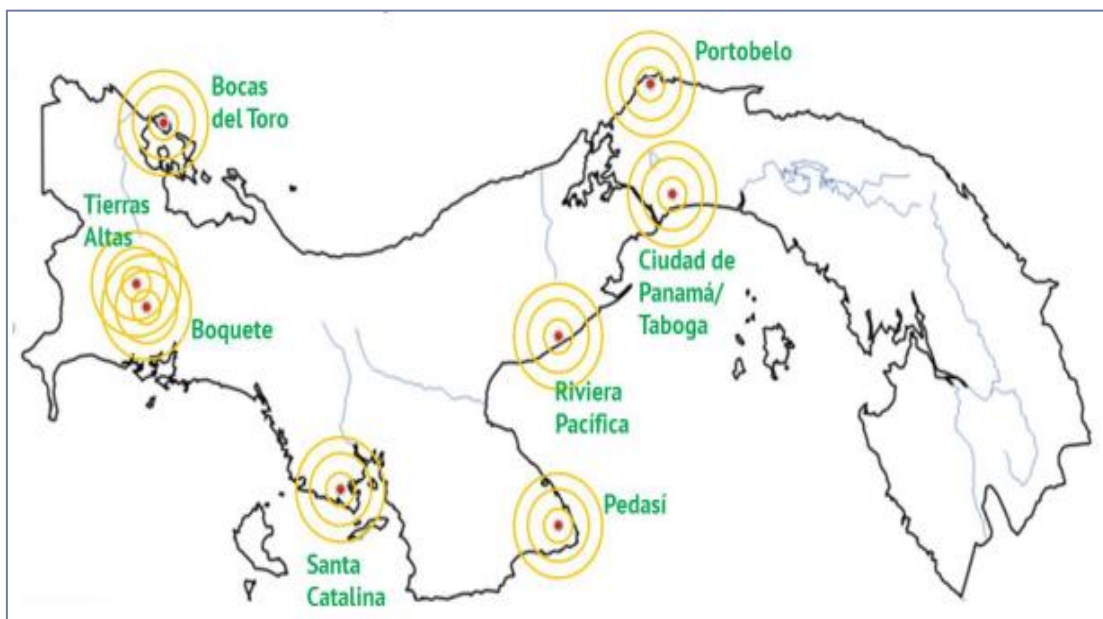 Portobelo
Bocas
del Toro
Tierras
Altas
Ciudad de
Panamá/
Taboga
Boquete
Riviera
Pacífica
Pedasí
Santa
Catalina